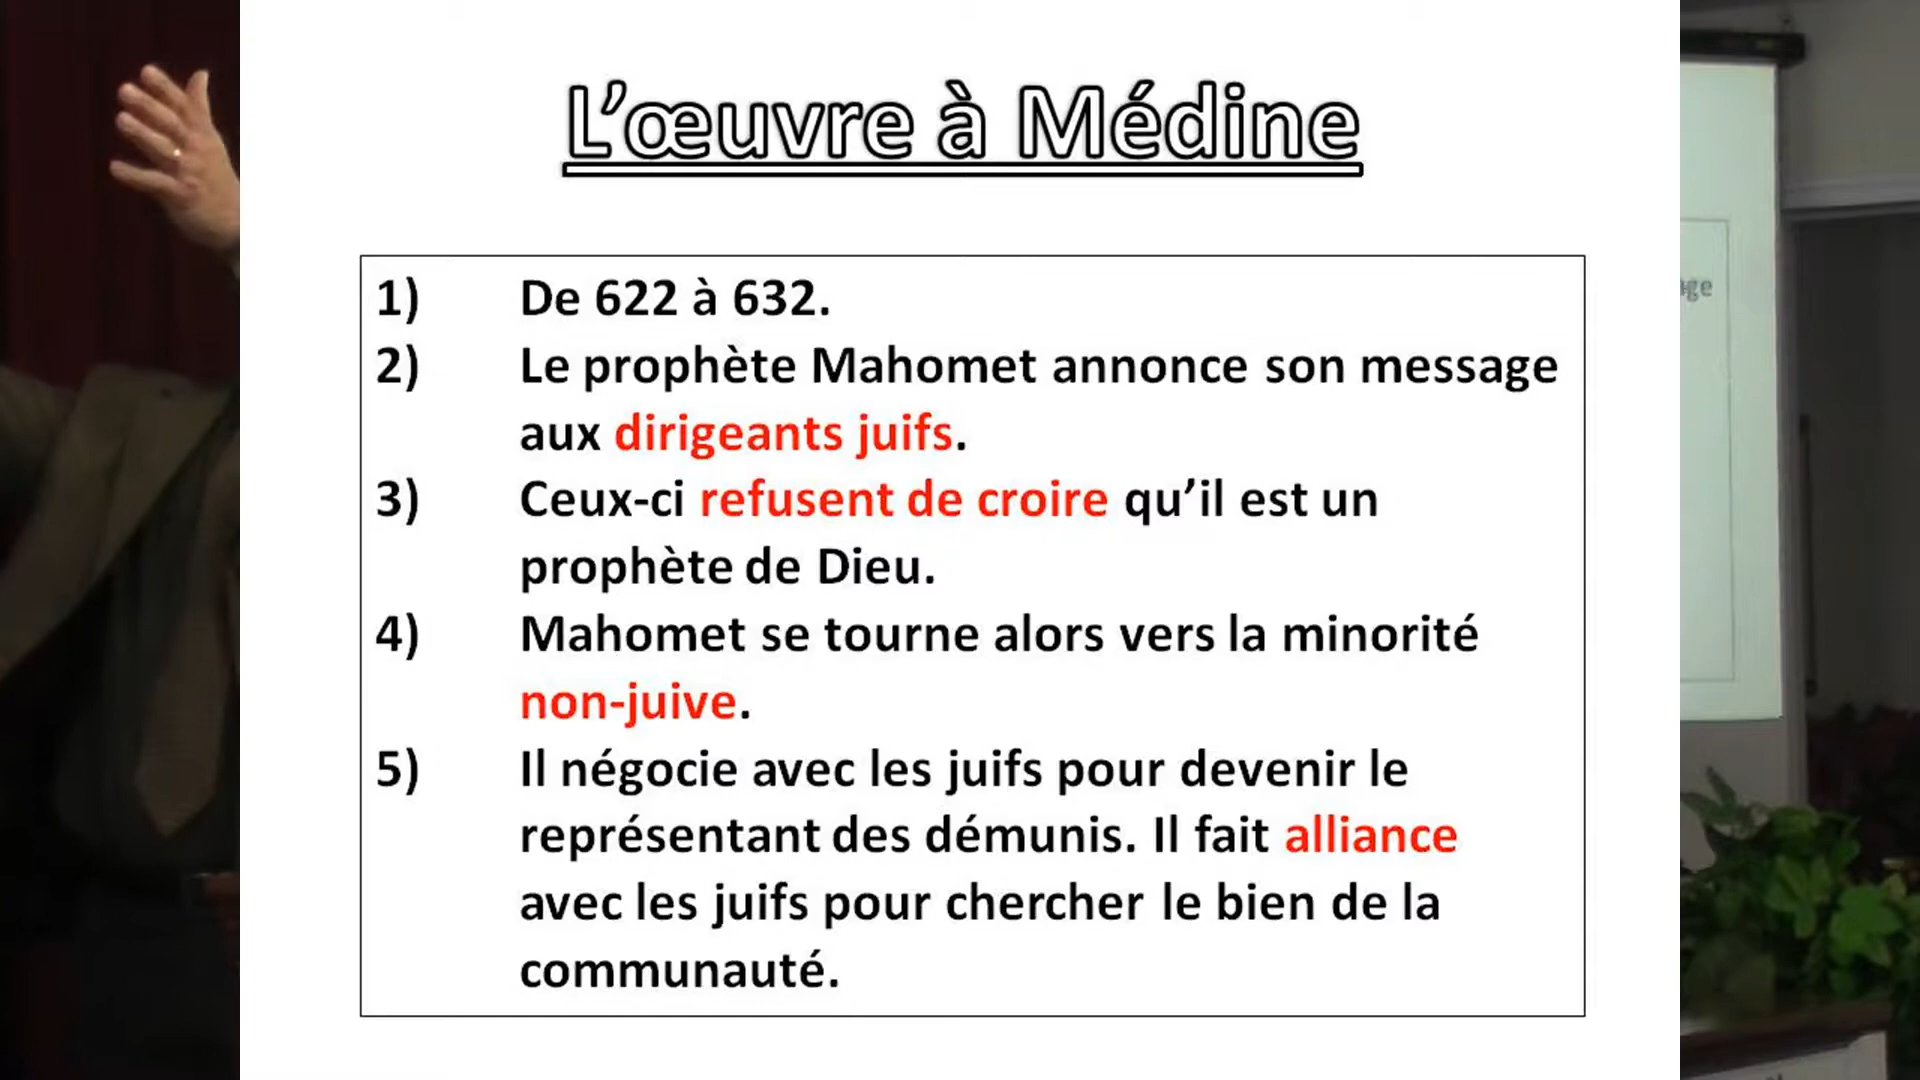 L'œuvre à Médine
1) De 622 à 632.
2) Le prophète Mahomet annonce son message
aux dirigeants juifs.
3) Ceux-ci refusent de croire qu'il est un
prophète de Dieu.
4) Mahomet se tourne alors vers la minorité
non-juive.
5) Il négocie avec les juifs pour devenir le
représentant des démunis. Il fait alliance
avec les juifs pour chercher le bien de la
communauté.